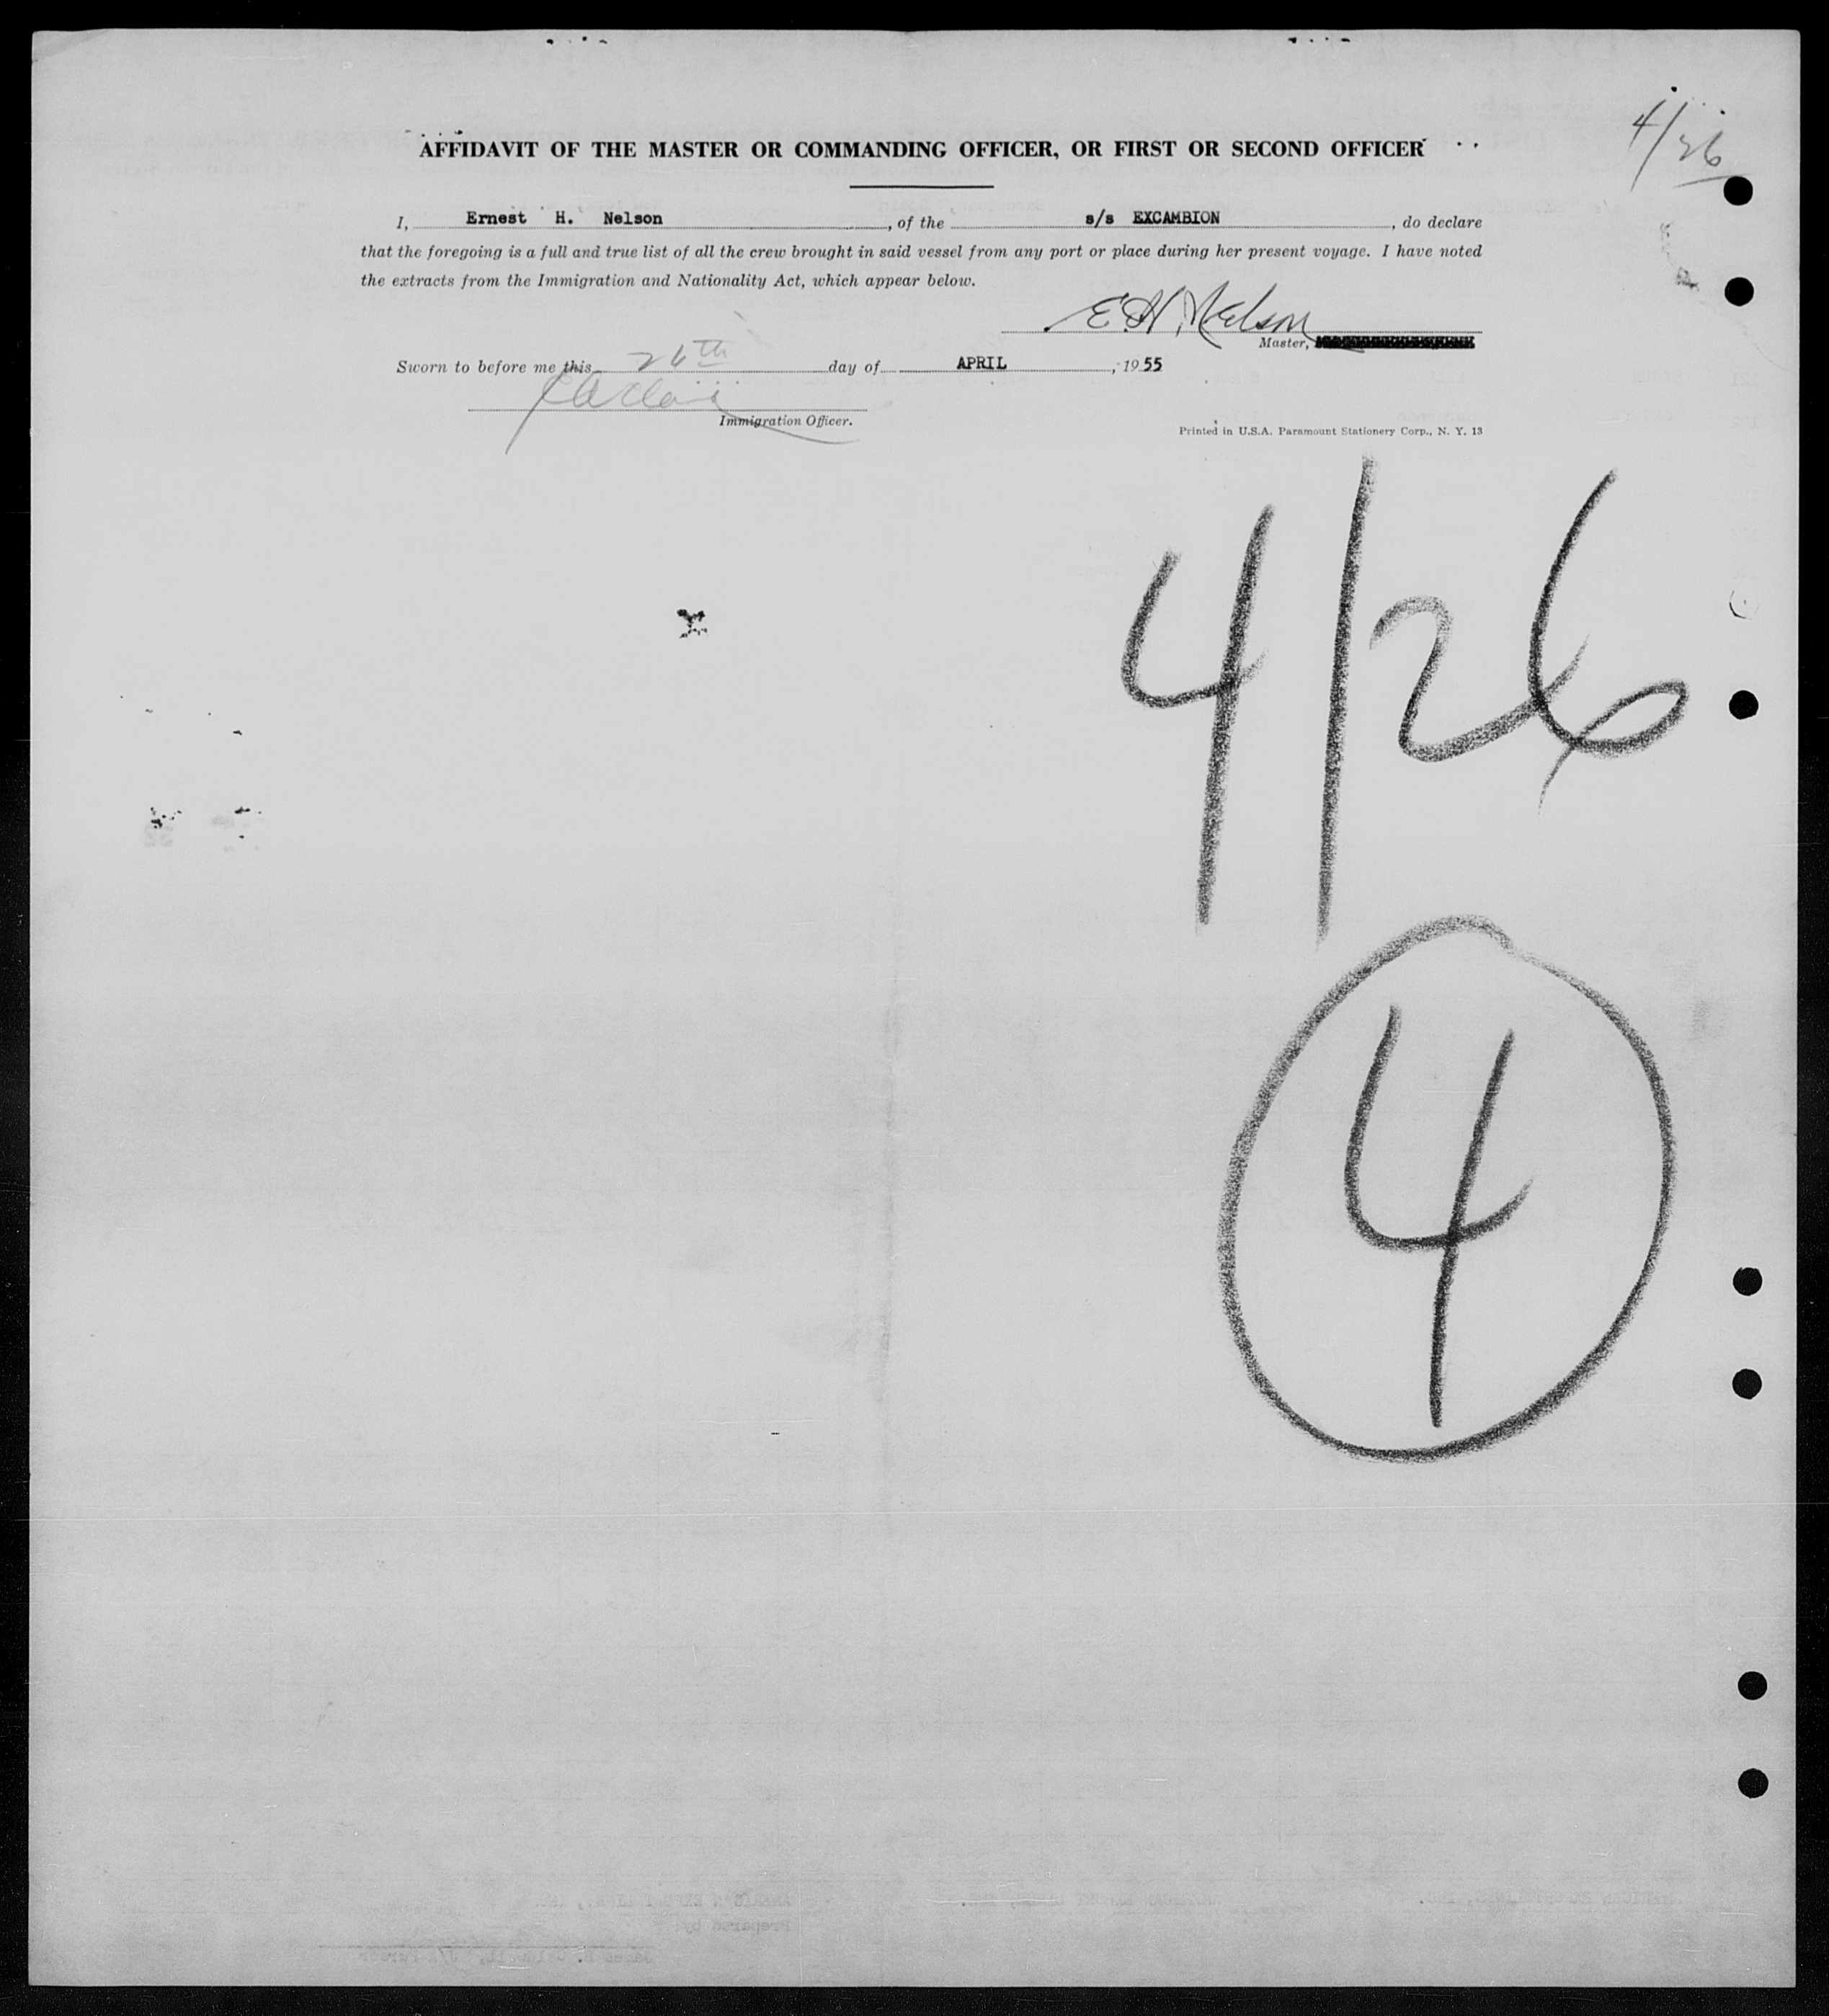 4/26
AFFIDAVIT OF THE MASTER OR COMMANDING OFFICER, OR FIRST OR SECOND OFFICER
I, Ernest H. Nelson, of the s/s EXCAMBION, do declare
that the foregoing is a full and true list of all the crew brought in said vessel from any port or place during her present voyage. I have noted
the extracts from the Immigration and Nationality Act, which appear below.
E.H. Nelson
Master,
Sworn to before me this 26th day of APRIL, 1955
Immigration Officer.
Printed in U.S.A. Paramount Stationery Corp., N. Y. 13
4/26
4